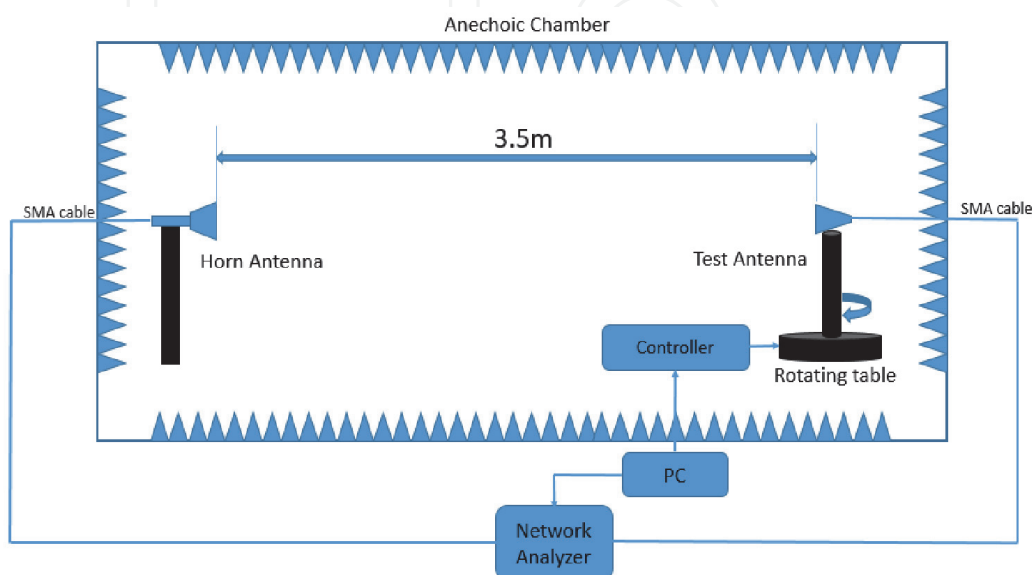 Anechoic Chamber
3.5m
SMA cable
SMA cable
Horn Antenna
Test Antenna
Controller
Rotating table
PC
Network
Analyzer